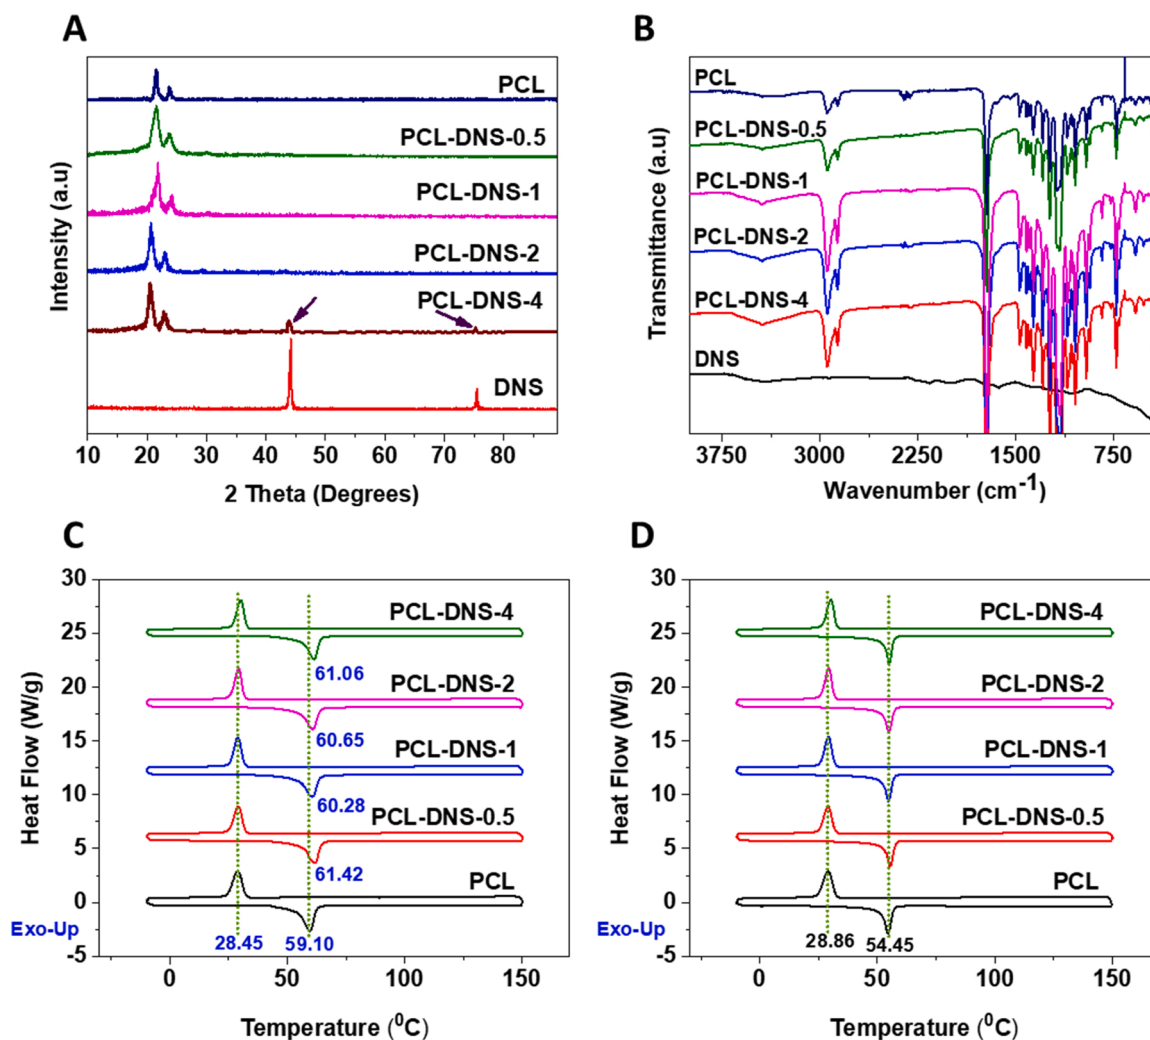 A
PCL
PCL-DNS-0.5
PCL-DNS-1
PCL-DNS-2
PCL-DNS-4
DNS
Intensity (a.u)
10 20 30 40 50 60 70 80
2 Theta (Degrees)
B
PCL
PCL-DNS-0.5
PCL-DNS-1
PCL-DNS-2
PCL-DNS-4
DNS
Transmittance (a.u)
3750 3000 2250 1500 750
Wavenumber (cm⁻¹)
C
30
25
20
15
10
5
0
-5
Heat Flow (W/g)
PCL-DNS-4
61.06
PCL-DNS-2
60.65
PCL-DNS-1
60.28
PCL-DNS-0.5
61.42
PCL
Exo-Up
28.45 59.10
0 50 100 150
Temperature (⁰C)
D
30
25
20
15
10
5
0
-5
Heat Flow (W/g)
PCL-DNS-4
PCL-DNS-2
PCL-DNS-1
PCL-DNS-0.5
PCL
Exo-Up
28.86 54.45
0 50 100 150
Temperature (⁰C)